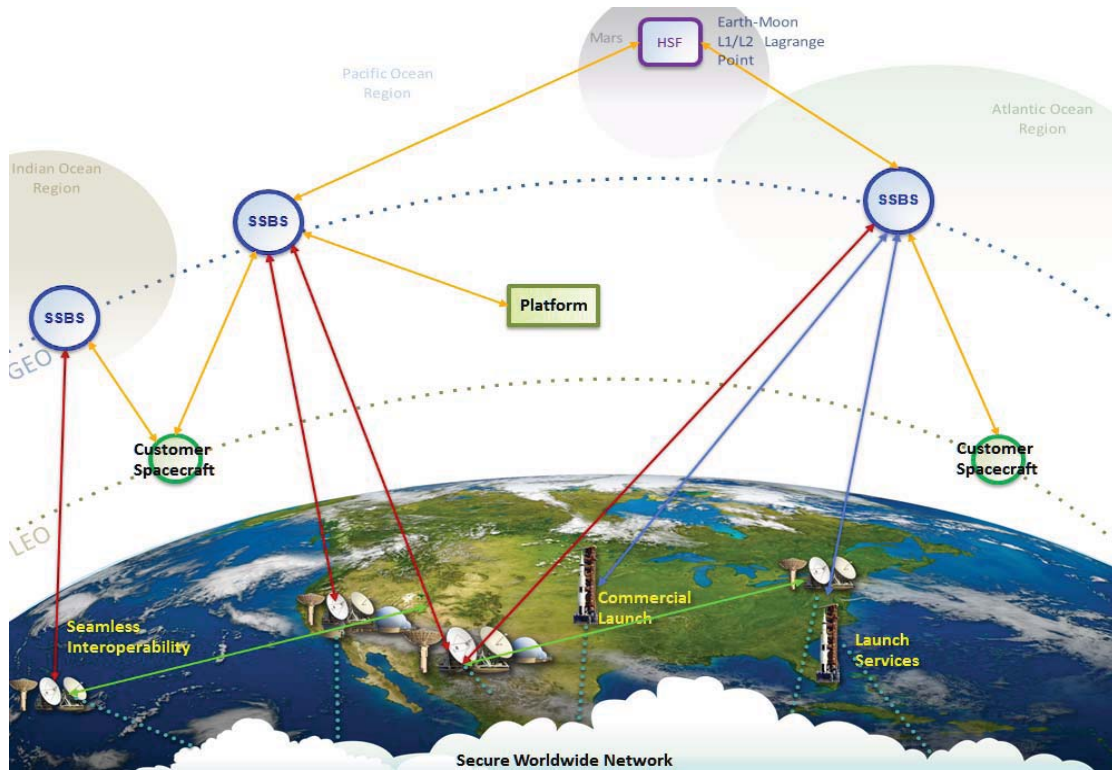 Mars
HSF
Earth-Moon
L1/L2 Lagrange
Point
Pacific Ocean
Region
Atlantic Ocean
Region
Indian Ocean
Region
SSBS
SSBS
SSBS
Platform
GEO
Customer
Spacecraft
Customer
Spacecraft
LEO
Seamless
Interoperability
Commercial
Launch
Launch
Services
Secure Worldwide Network